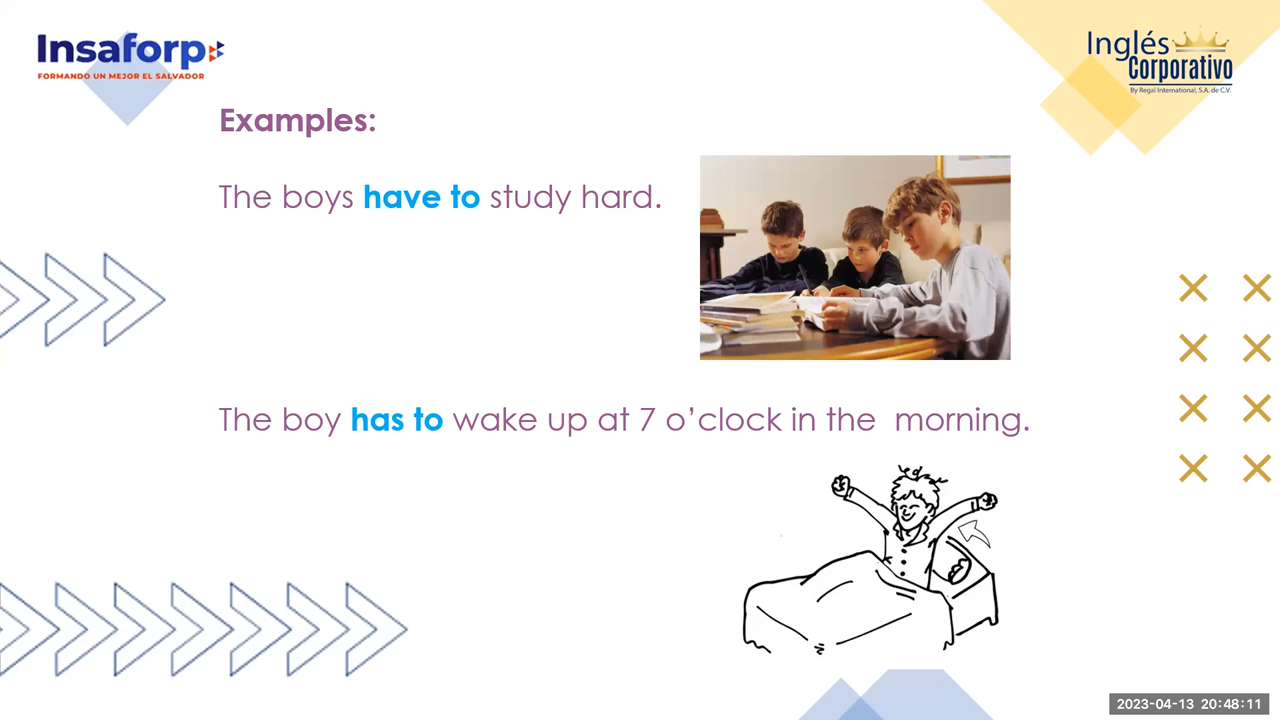 Insaforp
FORMANDO UN MEJOR EL SALVADOR
Inglés
Corporativo
By Regal International, S.A. de C.V.
Examples:
The boys have to study hard.
The boy has to wake up at 7 o’clock in the  morning.
2023-04-13 20:48:11